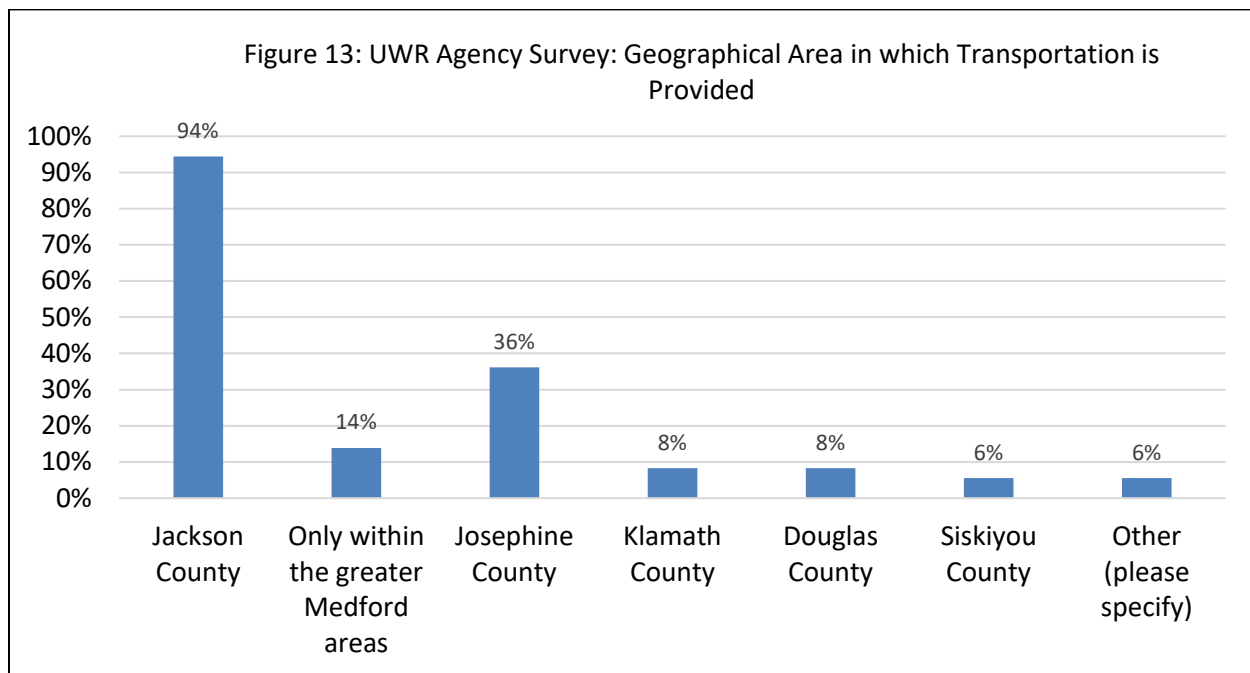 Figure 13: UWR Agency Survey: Geographical Area in which Transportation is
Provided
100%
90%
80%
70%
60%
50%
40%
30%
20%
10%
0%
94%
14%
36%
8%
8%
6%
6%
Jackson
County
Only within
the greater
Medford
areas
Josephine
County
Klamath
County
Douglas
County
Siskiyou
County
Other
(please
specify)